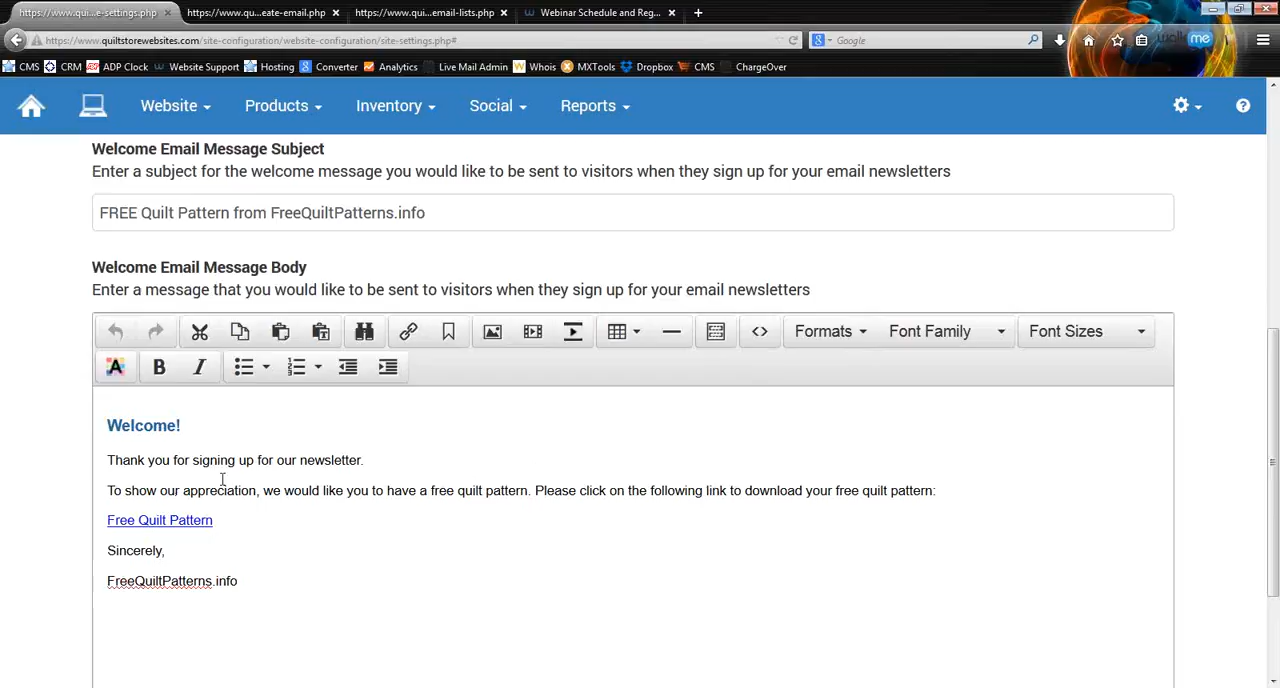 https://www.qui...e-settings.php
https://www.qu...eate-email.php
https://www.qui...email-lists.php
Webinar Schedule and Reg...
https://www.quiltstorewebsites.com/site-configuration/website-configuration/site-settings.php#
Google
me
CMS
CRM
ADP Clock
Website Support
Hosting
Converter
Analytics
Live Mail Admin
Whois
MXTools
Dropbox
CMS
ChargeOver
Website
Products
Inventory
Social
Reports
Welcome Email Message Subject
Enter a subject for the welcome message you would like to be sent to visitors when they sign up for your email newsletters
FREE Quilt Pattern from FreeQuiltPatterns.info
Welcome Email Message Body
Enter a message that you would like to be sent to visitors when they sign up for your email newsletters
Formats
Font Family
Font Sizes
A
B
I
Welcome!
Thank you for signing up for our newsletter.
To show our appreciation, we would like you to have a free quilt pattern. Please click on the following link to download your free quilt pattern:
Free Quilt Pattern
Sincerely,
FreeQuiltPatterns.info